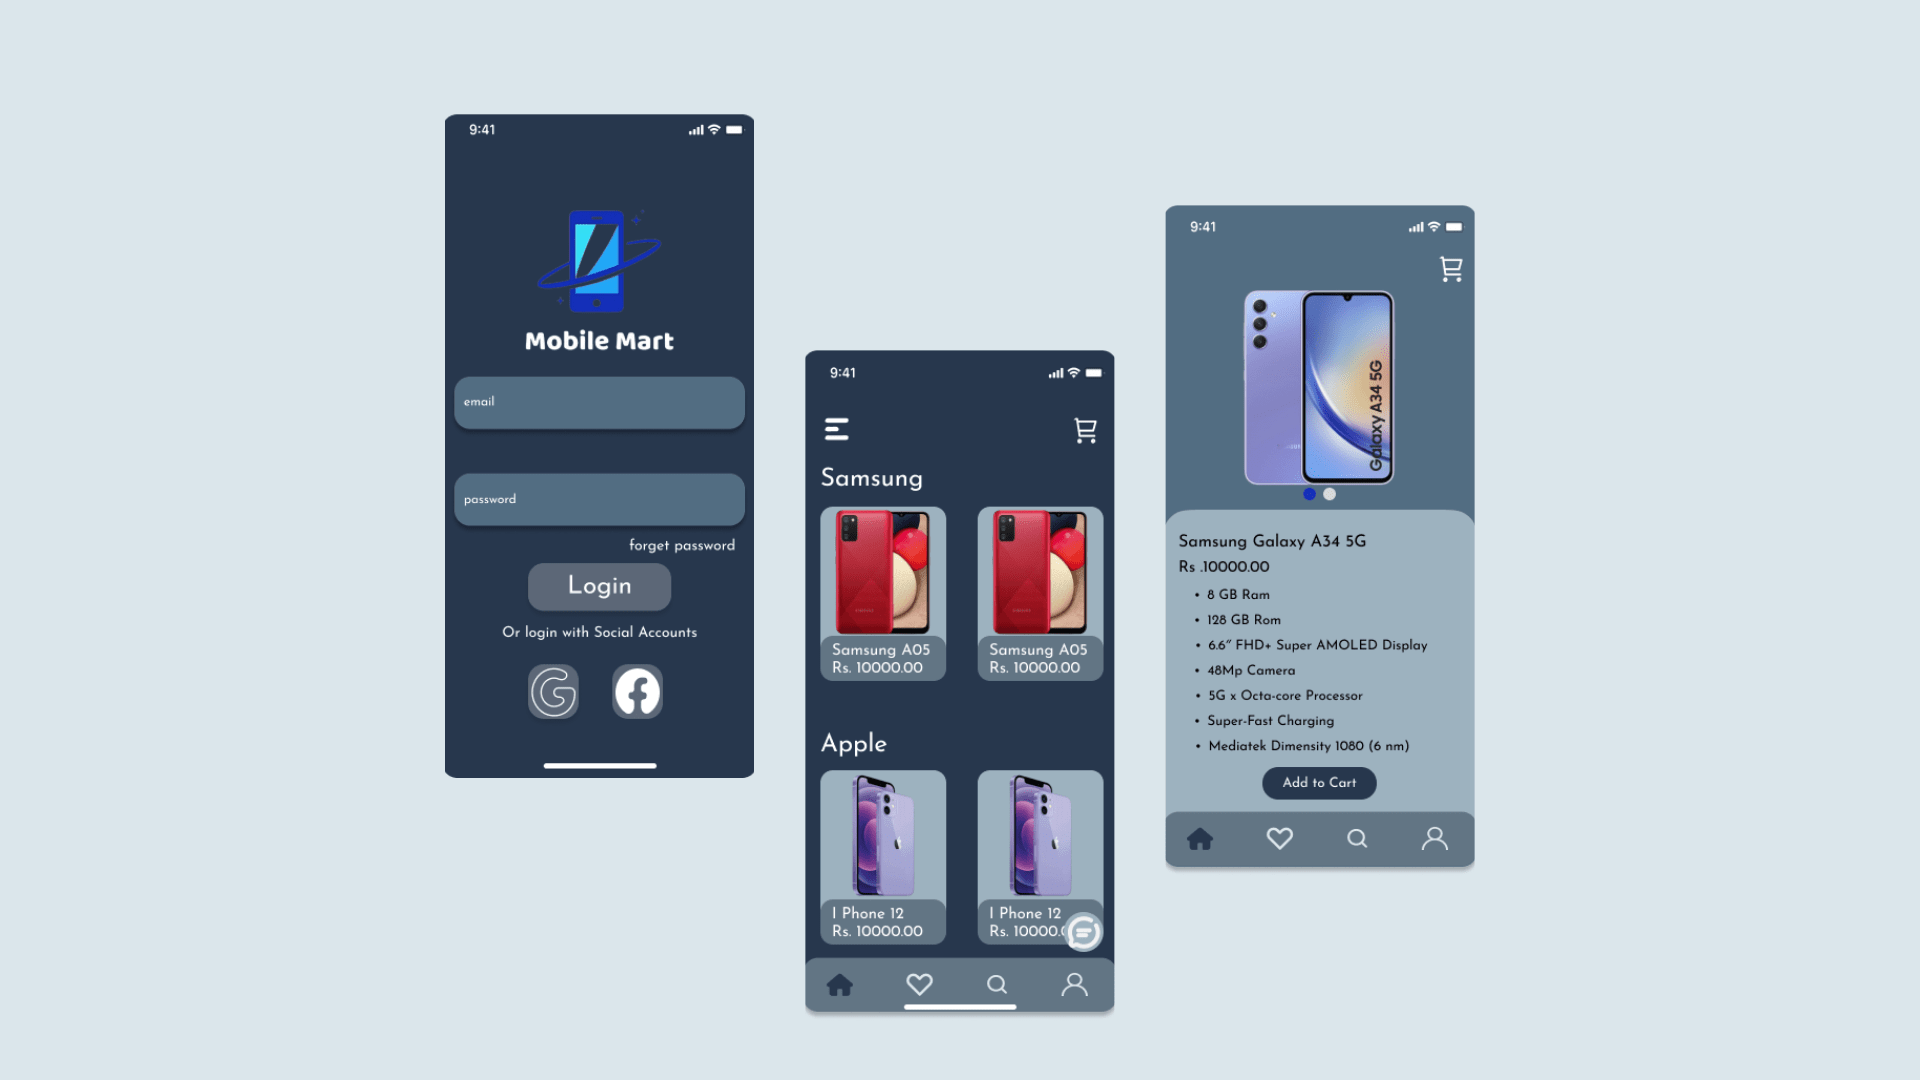 9:41
Mobile Mart
email
password
forget password
Login
Or login with Social Accounts
9:41
Samsung
Samsung A05
Rs. 10000.00
Samsung A05
Rs. 10000.00
Apple
I Phone 12
Rs. 10000.00
I Phone 12
Rs. 10000.
9:41
Galaxy A34 5G
Samsung Galaxy A34 5G
Rs .10000.00
• 8 GB Ram
• 128 GB Rom
• 6.6" FHD+ Super AMOLED Display
• 48Mp Camera
• 5G x Octa-core Processor
• Super-Fast Charging
• Mediatek Dimensity 1080 (6 nm)
Add to Cart